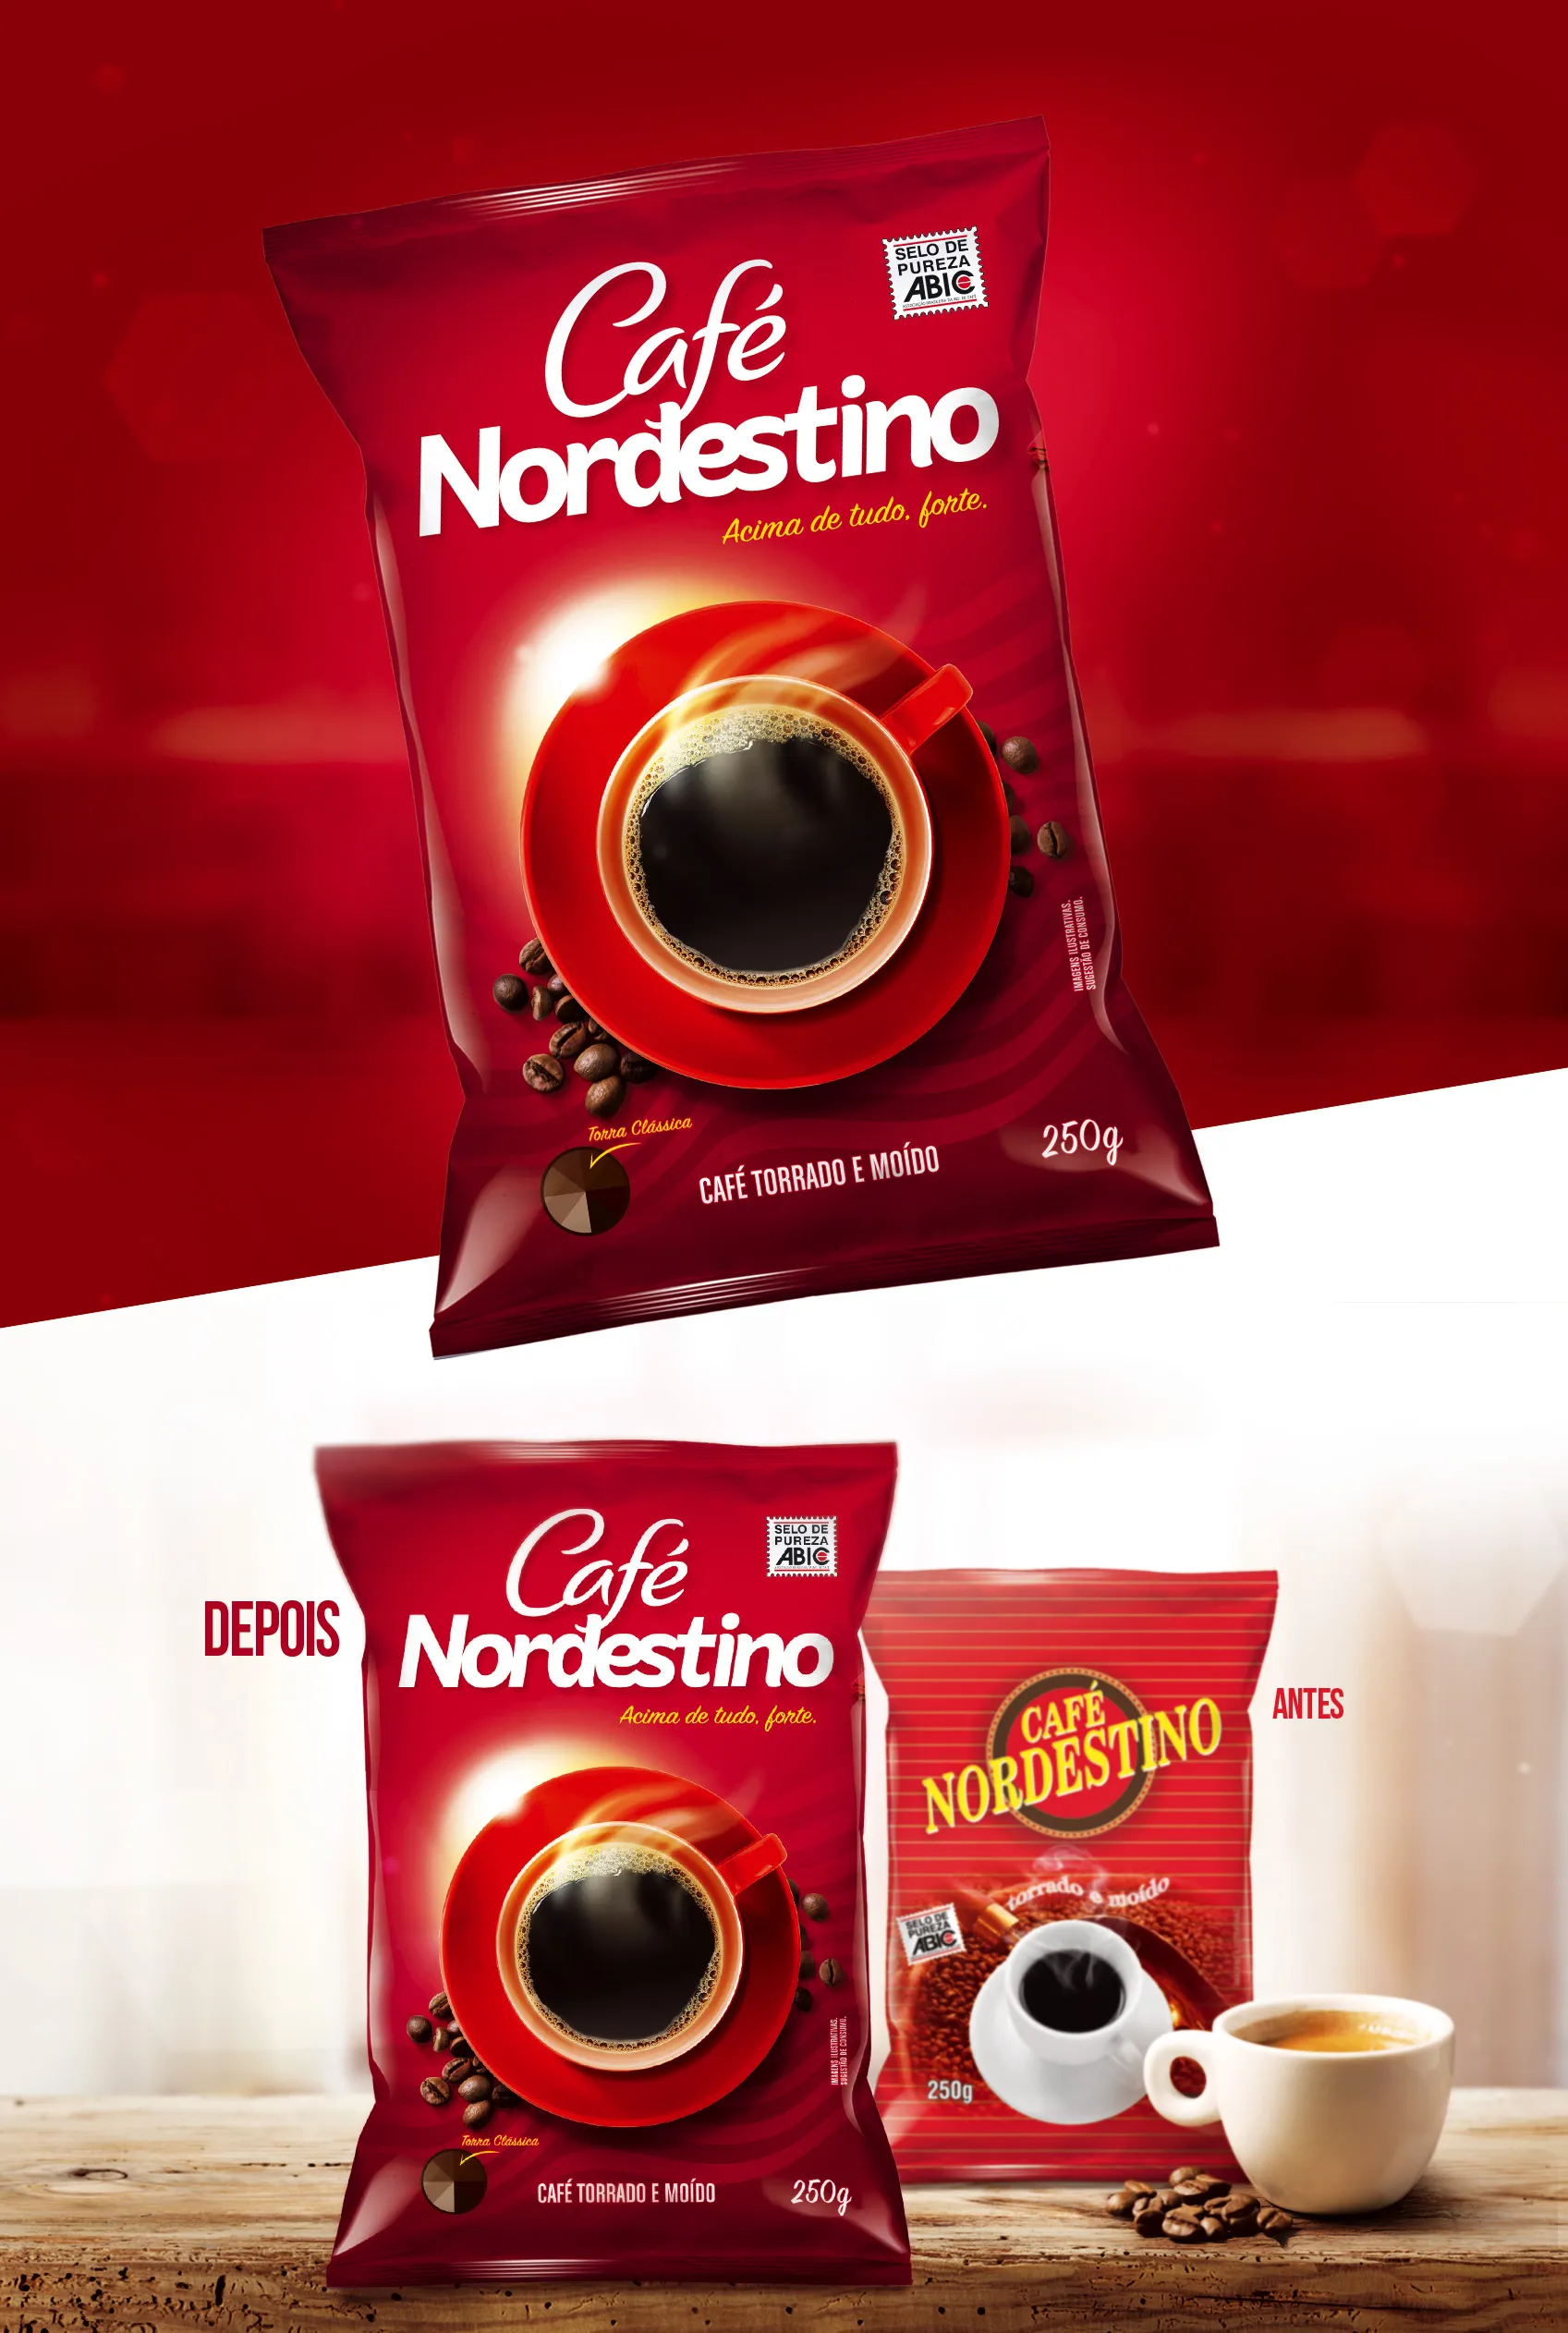 Café
Nordestino
Acima de tudo, forte.
SELO DE
PUREZA
ABIC
IMAGENS ILUSTRATIVAS.
SUGESTÃO DE CONSUMO.
Torra Clássica
CAFÉ TORRADO E MOÍDO
250g
DEPOIS
Café
Nordestino
Acima de tudo, forte.
SELO DE
PUREZA
ABIC
IMAGENS ILUSTRATIVAS.
SUGESTÃO DE CONSUMO.
Torra Clássica
CAFÉ TORRADO E MOÍDO
250g
ANTES
CAFÉ
NORDESTINO
torrado e moído
SELO DE
PUREZA
ABIC
250g